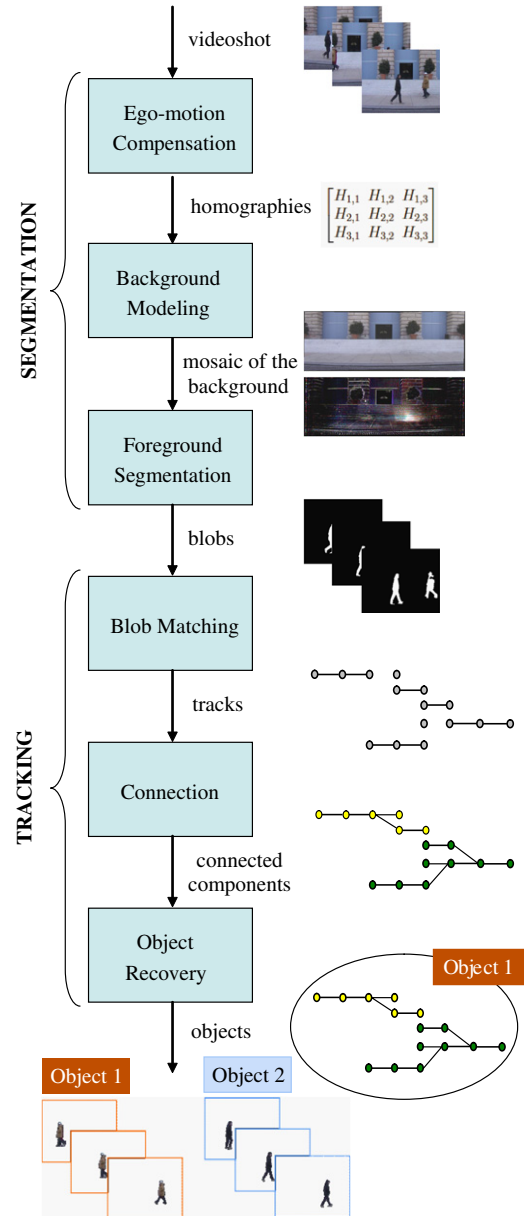 videoshot
Ego-motion
Compensation
homographies
H1,1 H1,2 H1,3
H2,1 H2,2 H2,3
H3,1 H3,2 H3,3
Background
Modeling
SEGMENTATION
mosaic of the
background
Foreground
Segmentation
blobs
Blob Matching
tracks
TRACKING
Connection
connected
components
Object
Recovery
Object 1
objects
Object 1
Object 2